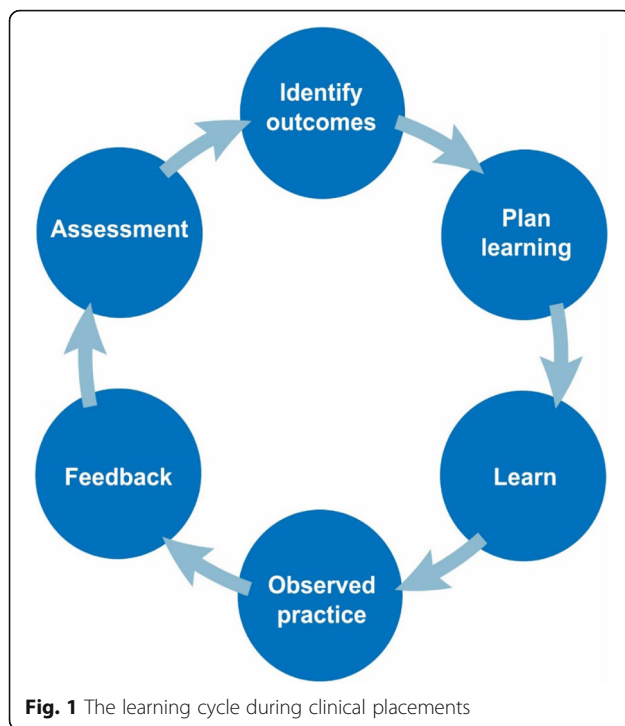 Identify
outcomes
Plan
learning
Learn
Observed
practice
Feedback
Assessment
Fig. 1 The learning cycle during clinical placements